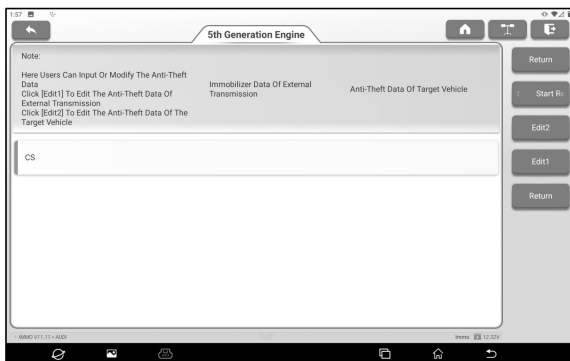 1:57
5th Generation Engine
Note:
Here Users Can Input Or Modify The Anti-Theft
Data
Click [Edit1] To Edit The Anti-Theft Data Of
External Transmission
Click [Edit2] To Edit The Anti-Theft Data Of The
Target Vehicle
Immobilizer Data Of External
Transmission
Anti-Theft Data Of Target Vehicle
CS
Return
Start Re
Edit2
Edit1
Return
IMMO V11.11 > AUDI
Immo 12.32V